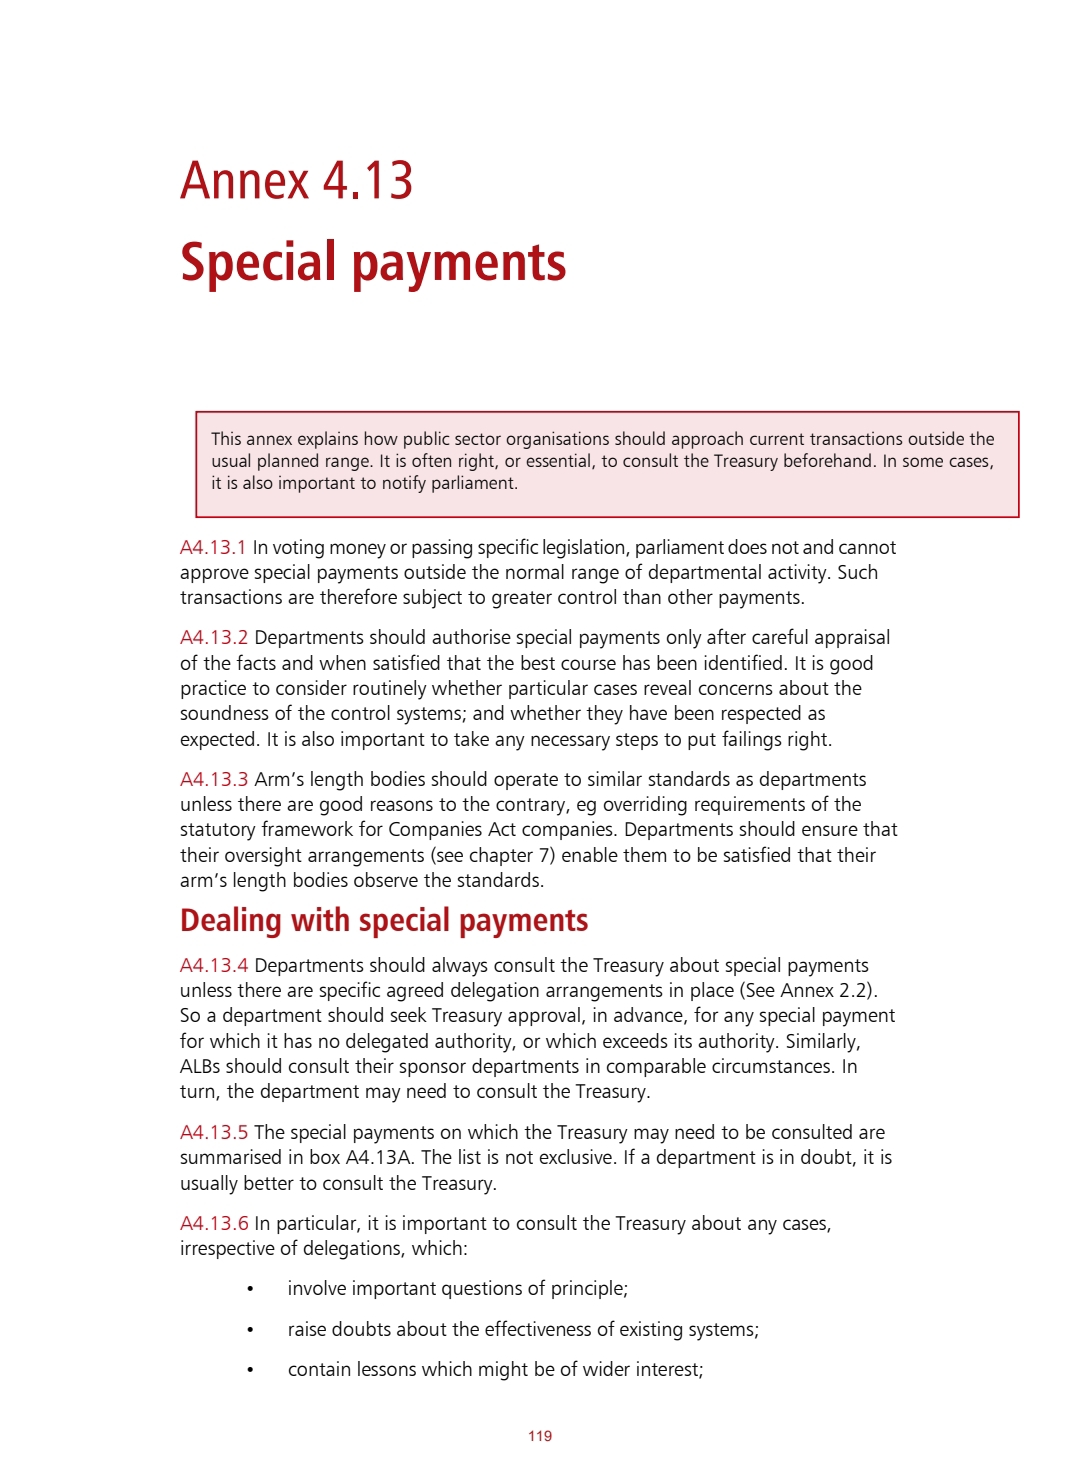 Annex 4.13
Special payments
This annex explains how public sector organisations should approach current transactions outside the
usual planned range. It is often right, or essential, to consult the Treasury beforehand. In some cases,
it is also important to notify parliament.
A4.13.1 In voting money or passing specific legislation, parliament does not and cannot
approve special payments outside the normal range of departmental activity. Such
transactions are therefore subject to greater control than other payments.
A4.13.2 Departments should authorise special payments only after careful appraisal
of the facts and when satisfied that the best course has been identified. It is good
practice to consider routinely whether particular cases reveal concerns about the
soundness of the control systems; and whether they have been respected as
expected. It is also important to take any necessary steps to put failings right.
A4.13.3 Arm’s length bodies should operate to similar standards as departments
unless there are good reasons to the contrary, eg overriding requirements of the
statutory framework for Companies Act companies. Departments should ensure that
their oversight arrangements (see chapter 7) enable them to be satisfied that their
arm’s length bodies observe the standards.
Dealing with special payments
A4.13.4 Departments should always consult the Treasury about special payments
unless there are specific agreed delegation arrangements in place (See Annex 2.2).
So a department should seek Treasury approval, in advance, for any special payment
for which it has no delegated authority, or which exceeds its authority. Similarly,
ALBs should consult their sponsor departments in comparable circumstances. In
turn, the department may need to consult the Treasury.
A4.13.5 The special payments on which the Treasury may need to be consulted are
summarised in box A4.13A. The list is not exclusive. If a department is in doubt, it is
usually better to consult the Treasury.
A4.13.6 In particular, it is important to consult the Treasury about any cases,
irrespective of delegations, which:
• involve important questions of principle;
• raise doubts about the effectiveness of existing systems;
• contain lessons which might be of wider interest;
119